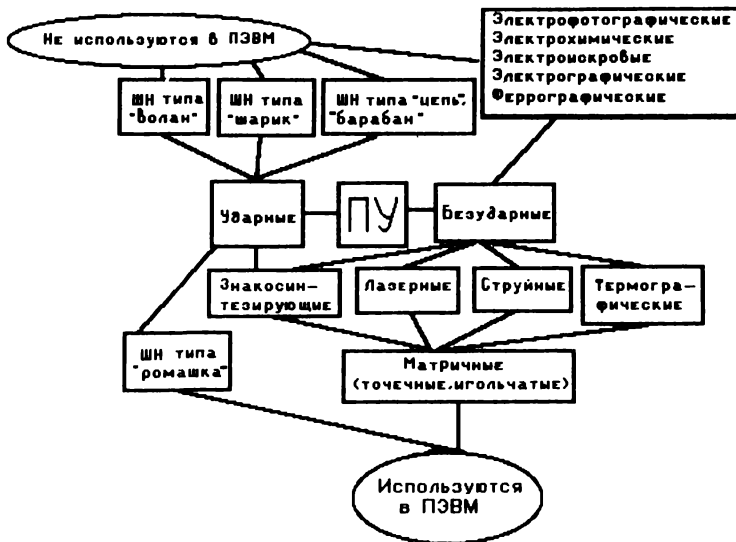 Не используются в ПЭВМ
Электрофотографические
Электрохимические
Электоискровые
Электрографические
Феррографические
ШН типа
"волан"
ШН типа
"шарик"
ШН типа "цепь",
"барабан"
Ударные
ПУ
Безударные
Знакосин-
тезирующие
Лазерные
Струйные
Термогра-
фические
ШН типа
"ромашка"
Матричные
(точечные,игольчатые)
Используются
в ПЭВМ